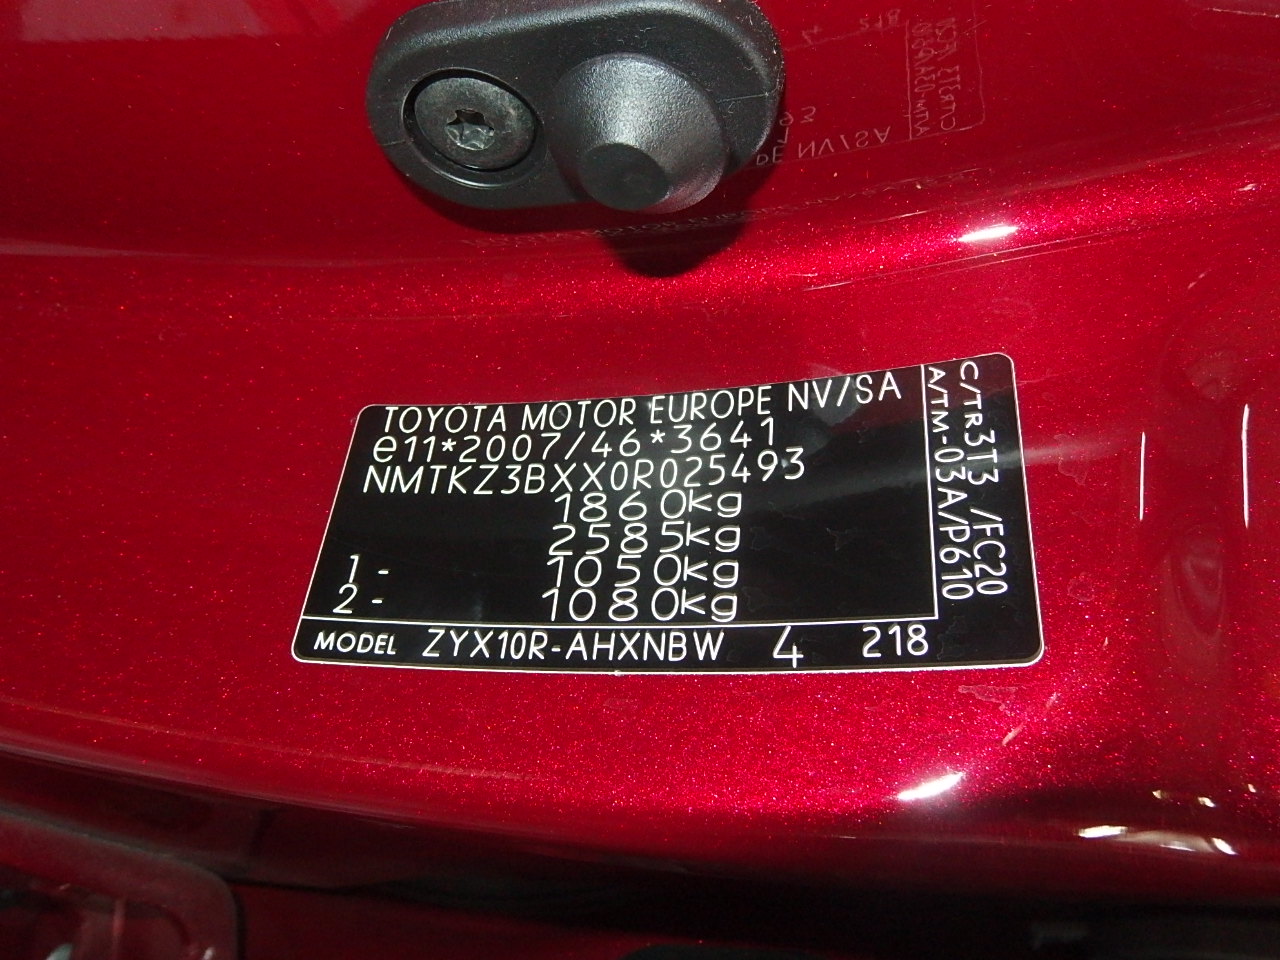 TOYOTA MOTOR EUROPE NV/SA
e11*2007/46*3641
NMTKZ3BXX0R025493
1860kg
2585kg
1- 1050kg
2- 1080kg
MODEL ZYX10R-AHXNBW 4 218
C/TR3T3 /FC20
A/TM-03A/P610